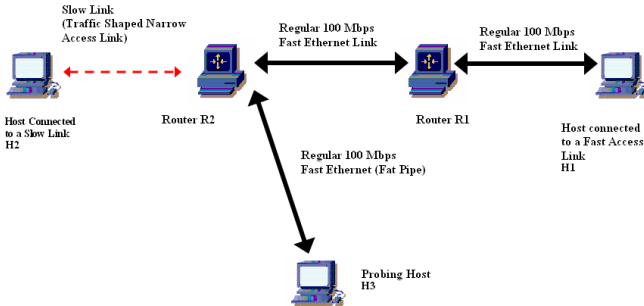 Slow Link
(Traffic Shaped Narrow
Access Link)
Regular 100 Mbps
Fast Ethernet Link
Regular 100 Mbps
Fast Ethernet Link
Host Connected
to a Slow Link
H2
Router R2
Router R1
Host connected
to a Fast Access
Link
H1
Regular 100 Mbps
Fast Ethernet (Fat Pipe)
Probing Host
H3